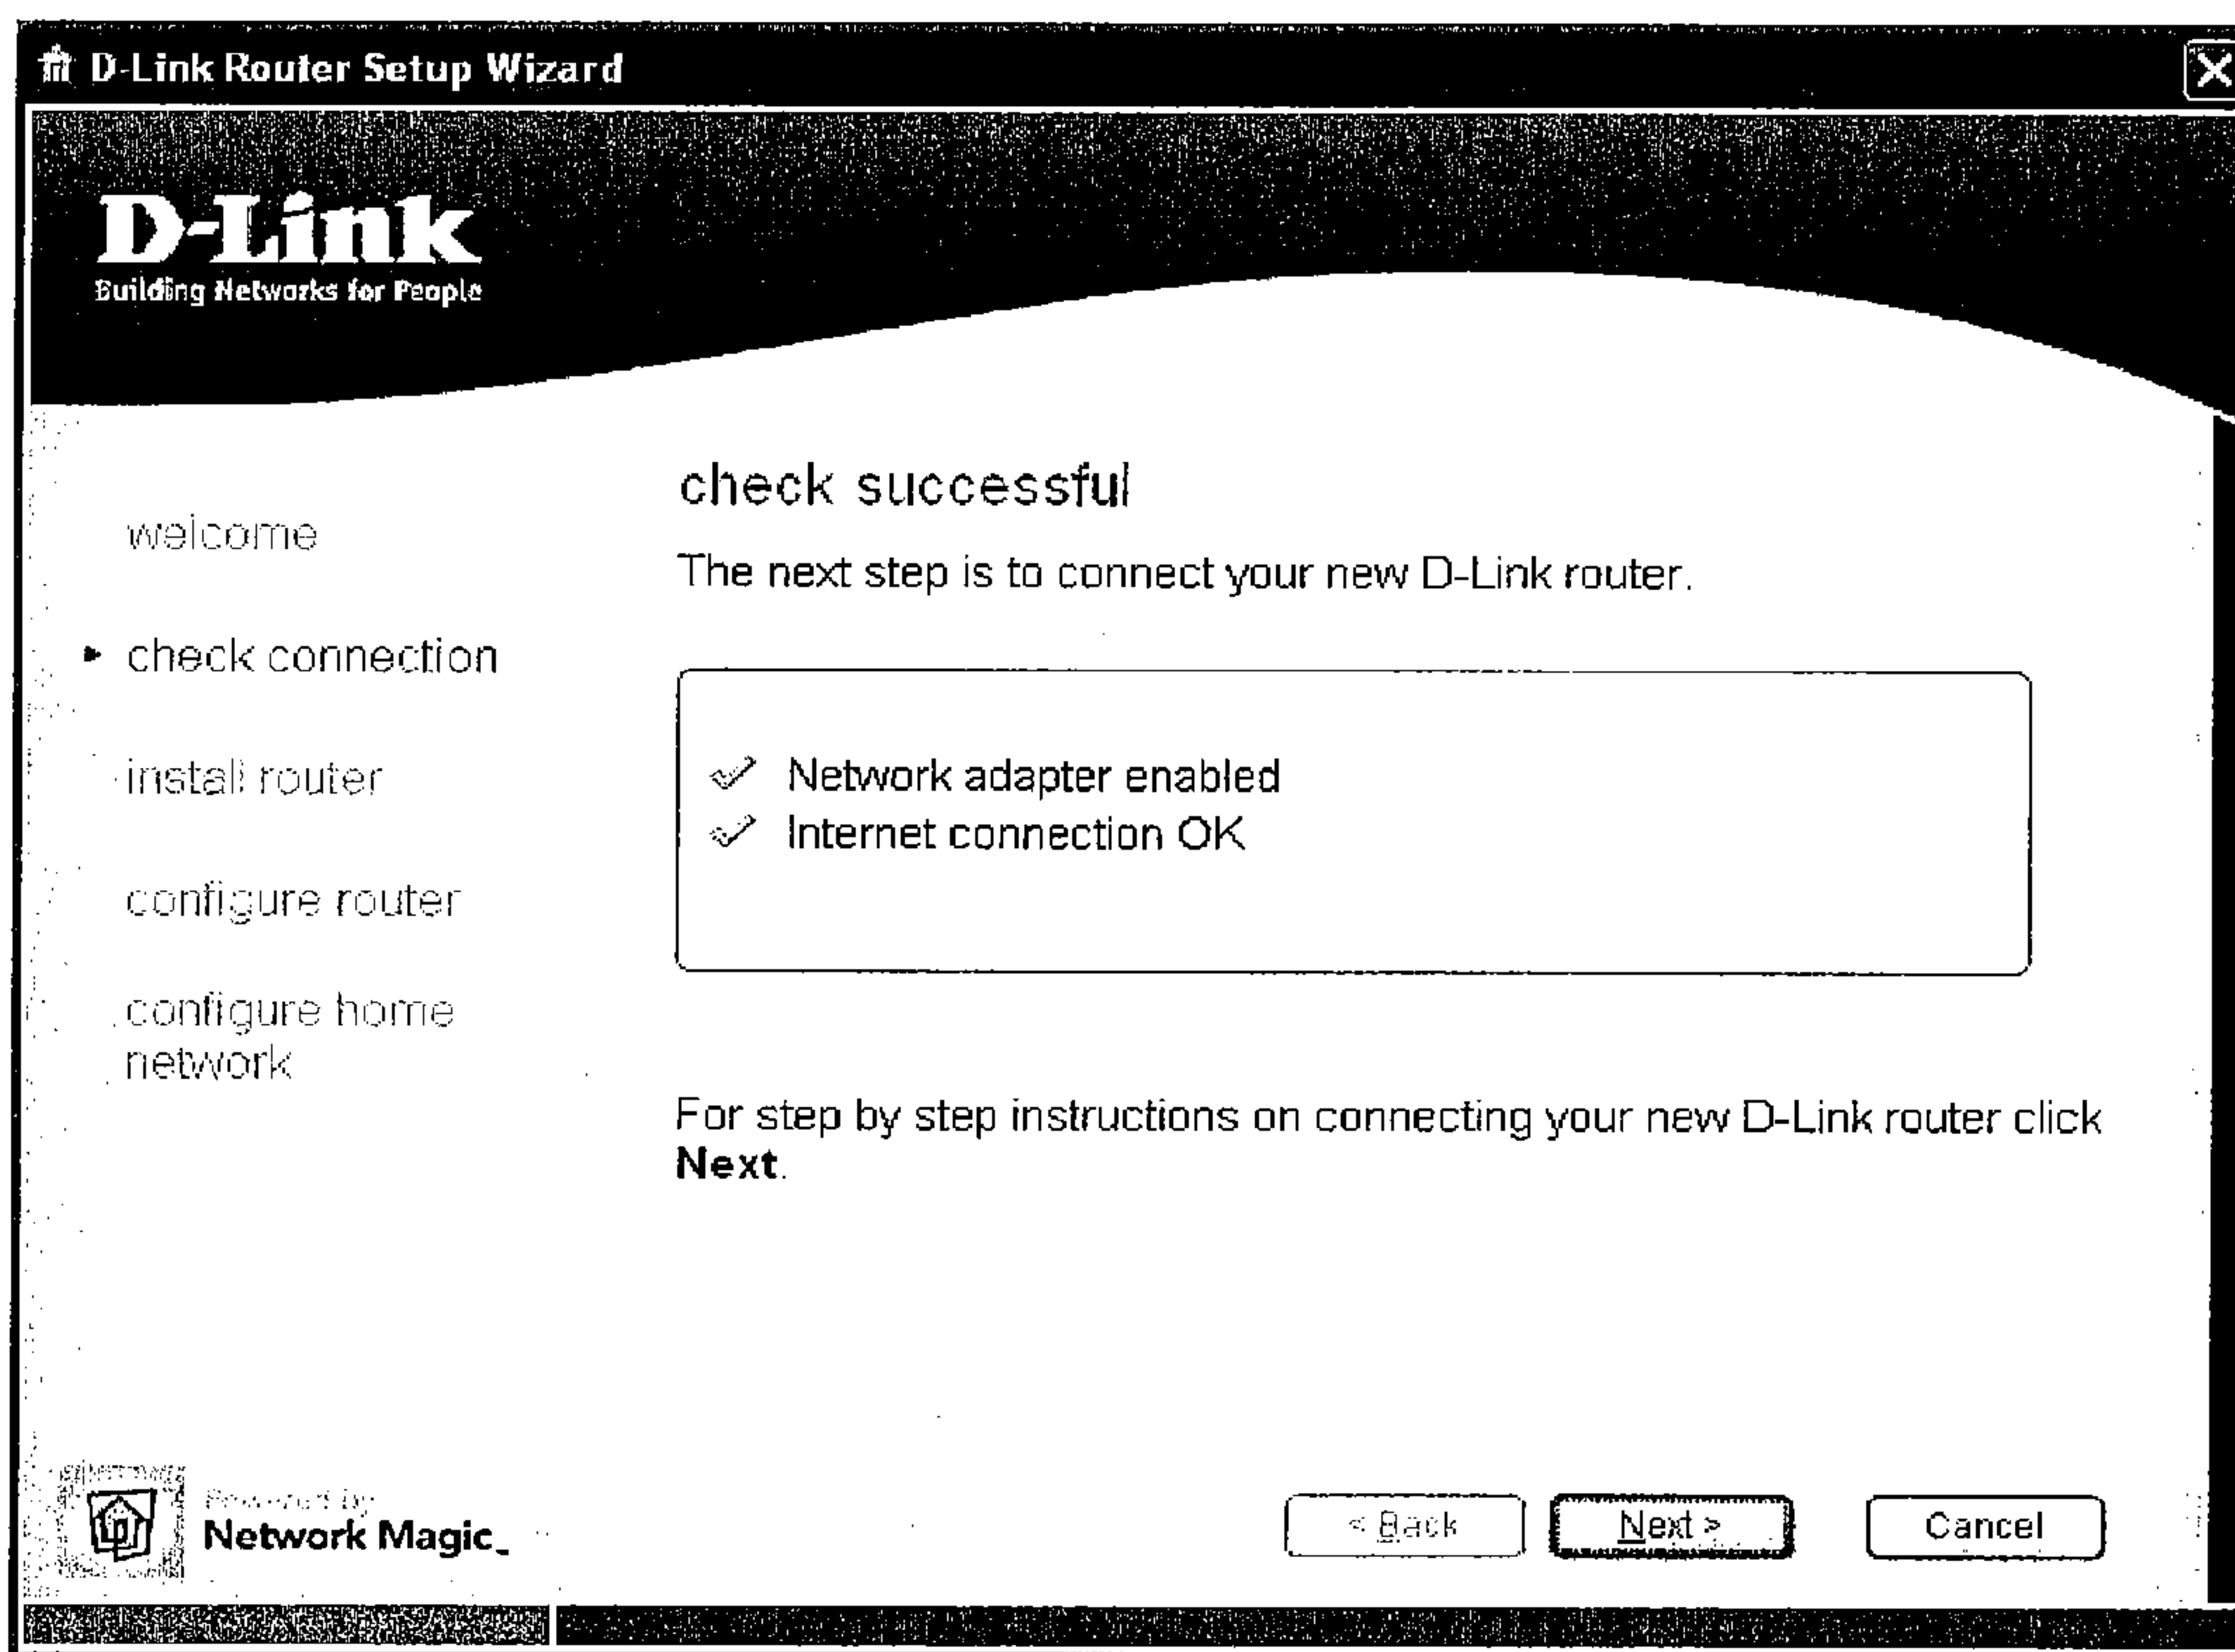 D-Link Router Setup Wizard
D-Link
Building Networks for People
welcome
check connection
install router
configure router
configure home
network
check successful
The next step is to connect your new D-Link router.
Network adapter enabled
Internet connection OK
For step by step instructions on connecting your new D-Link router click
Next.
Powered by
Network Magic
< Back
Next >
Cancel